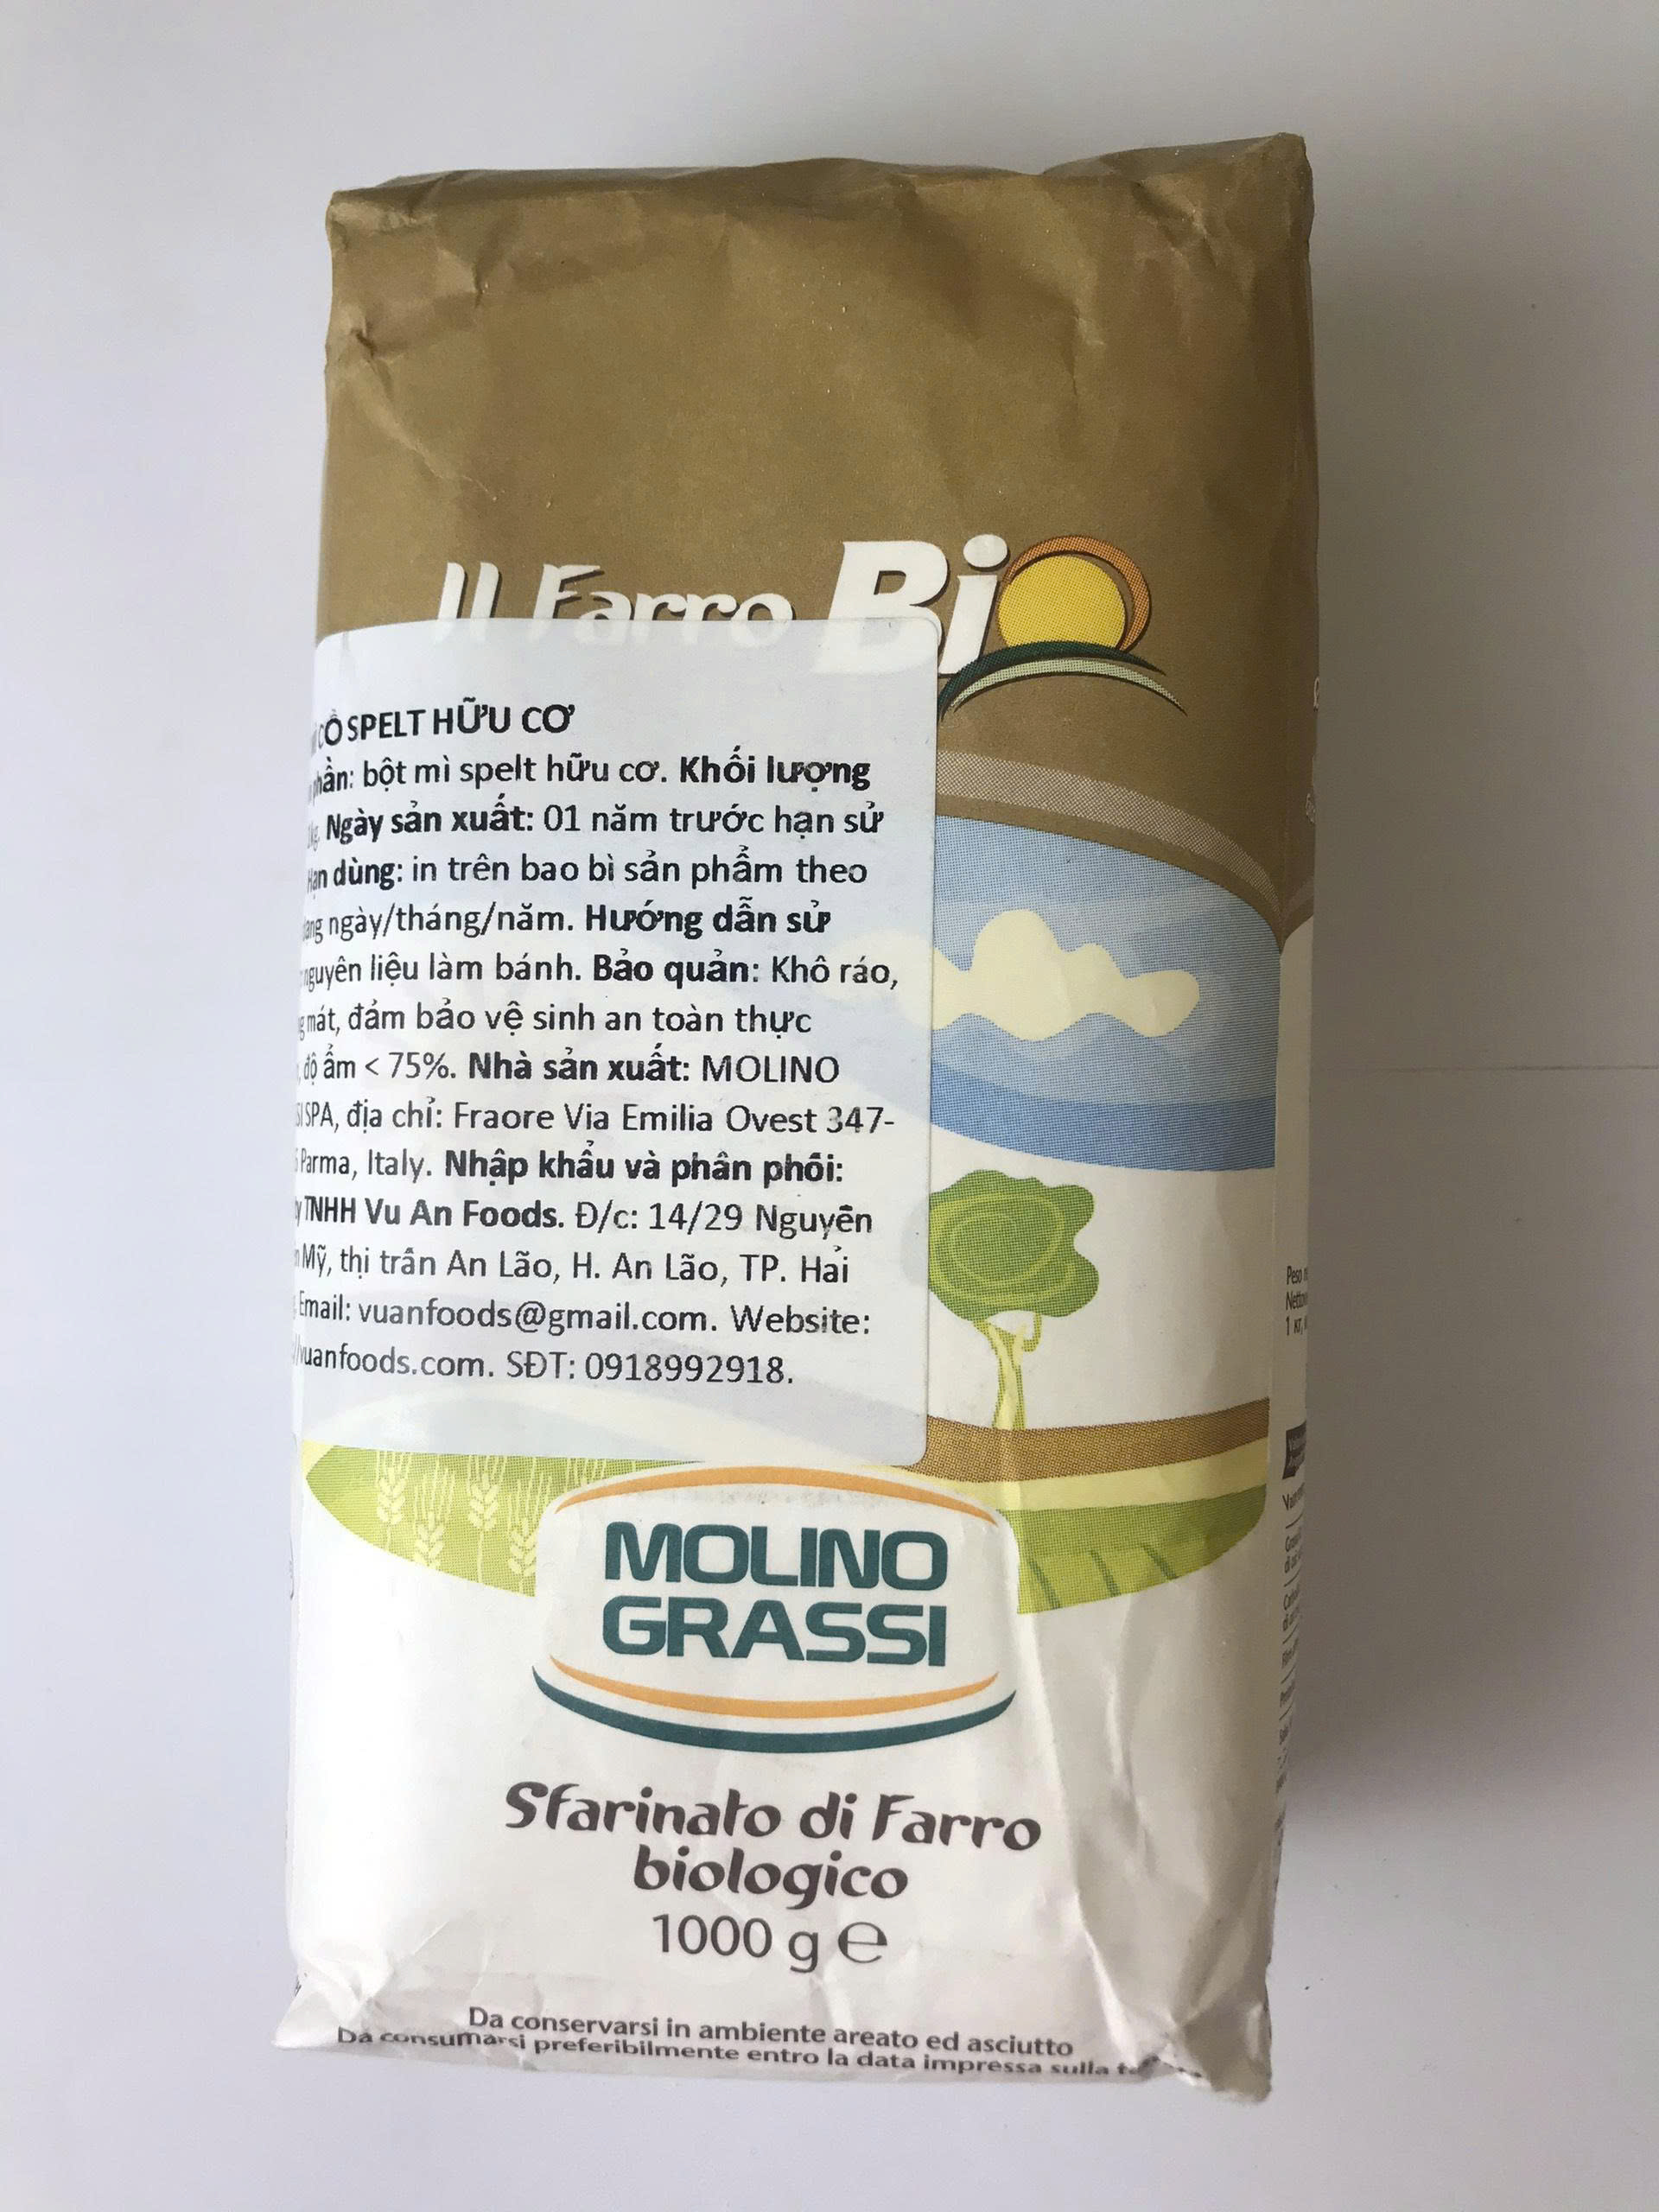 Il Farro Bio
CỔ SPELT HỮU CƠ
bột mì spelt hữu cơ. Khối lượng
Ngày sản xuất: 01 năm trước hạn sử
dùng: in trên bao bì sản phẩm theo
ngày/tháng/năm. Hướng dẫn sử
nguyên liệu làm bánh. Bảo quản: Khô ráo,
mát, đảm bảo vệ sinh an toàn thực
độ ẩm < 75%. Nhà sản xuất: MOLINO
SPA, địa chỉ: Fraore Via Emilia Ovest 347-
Parma, Italy. Nhập khẩu và phân phối:
TNHH Vu An Foods. Đ/c: 14/29 Nguyễn
Mỹ, thị trấn An Lão, H. An Lão, TP. Hải
Email: vuanfoods@gmail.com. Website:
vuanfoods.com. SĐT: 0918992918.
MOLINO
GRASSI
Sfarinato di Farro
biologico
1000 g e
Da conservarsi in ambiente areato ed asciutto
Da consumarsi preferibilmente entro la data impressa sulla